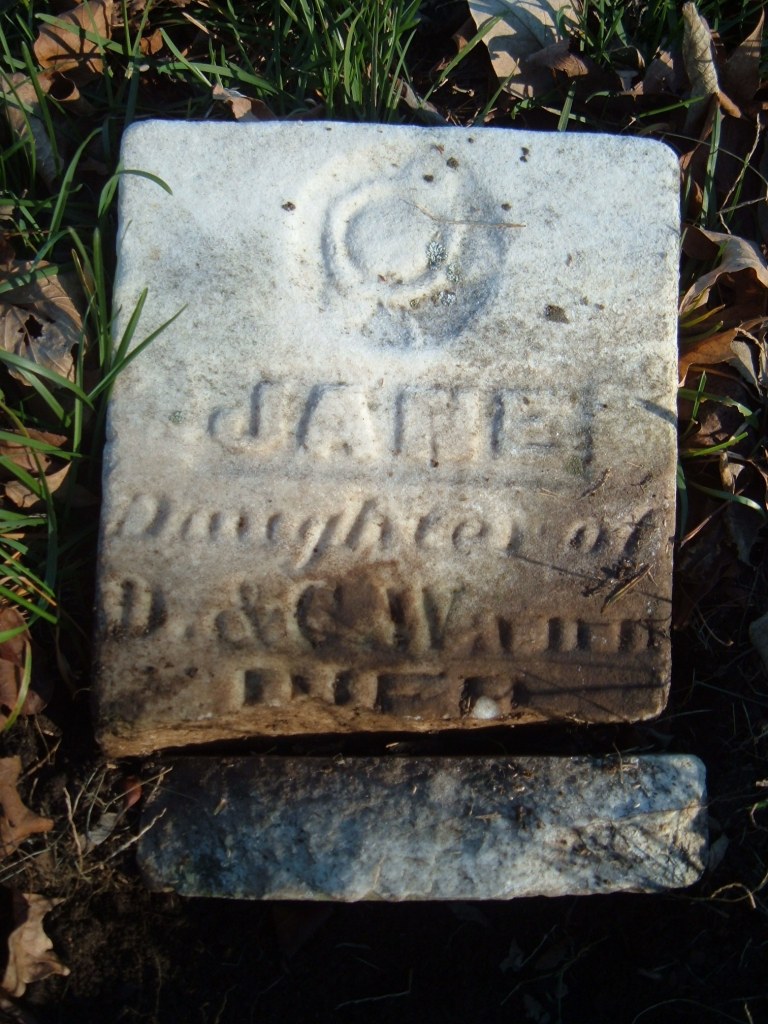 JANE
Daughter of
D. & C.
DIED